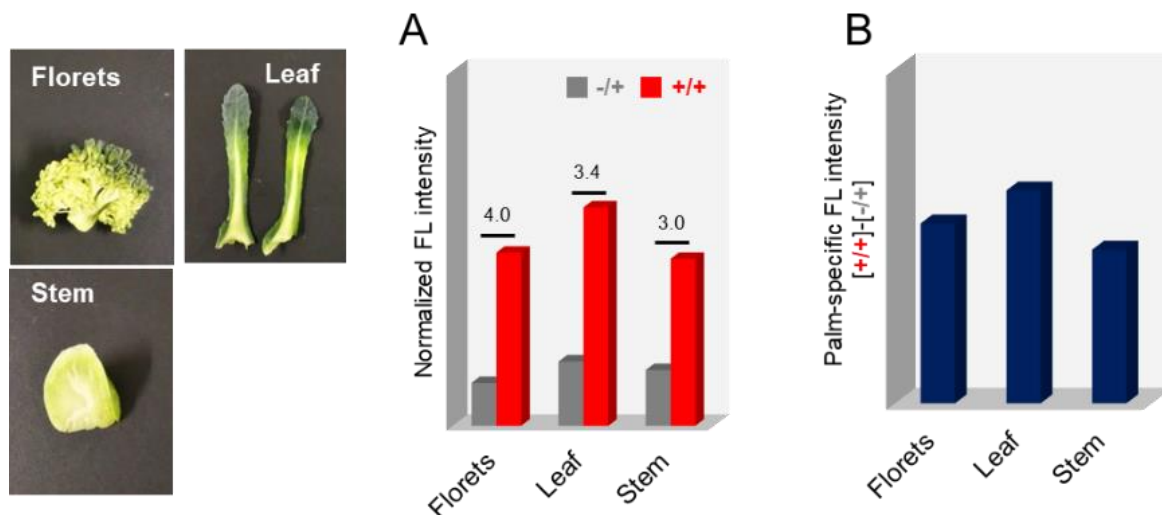 Florets
Leaf
Stem
A
Normalized FL intensity
-/+
+/+
4.0
3.4
3.0
Florets
Leaf
Stem
B
Palm-specific FL intensity
[+/+]-[-/+]
Florets
Leaf
Stem